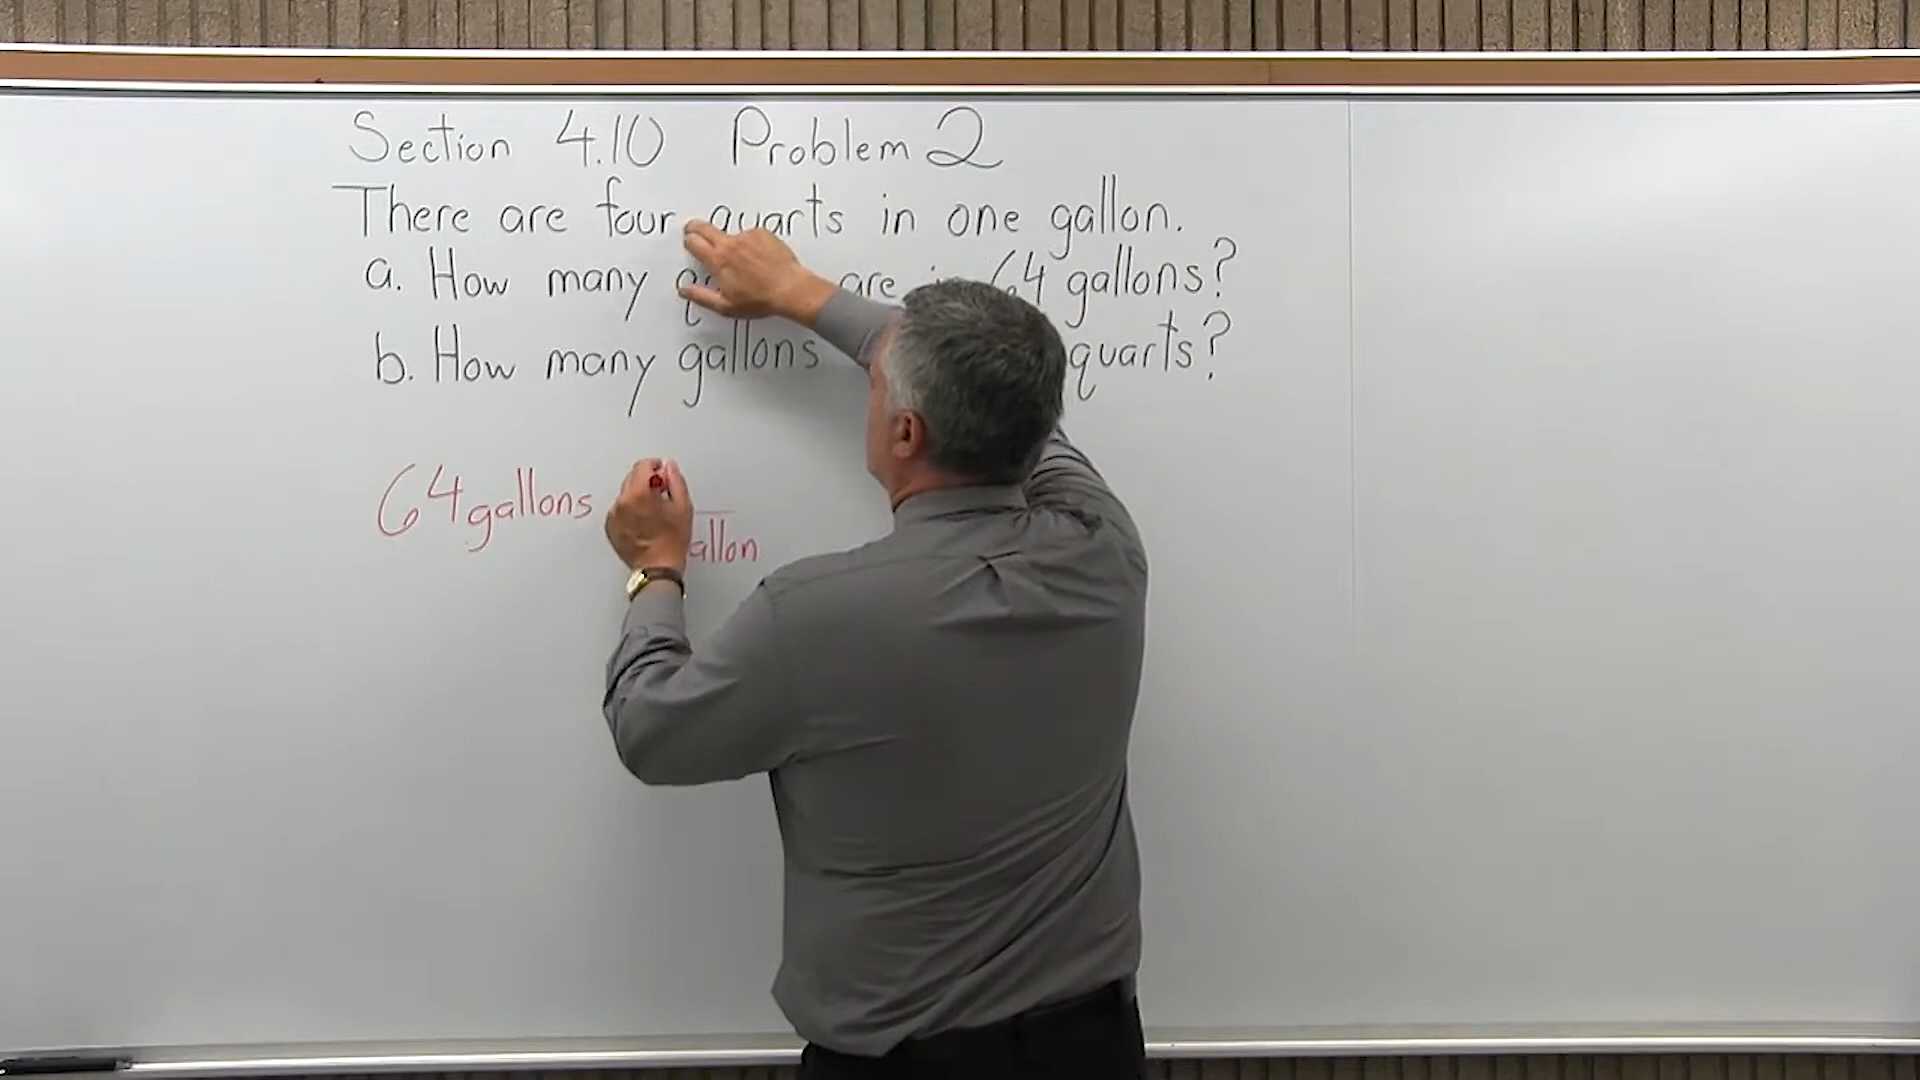 Section 4.10 Problem 2
There are four quarts in one gallon.
a. How many are in 64 gallons?
b. How many gallons quarts?
64 gallons
allon